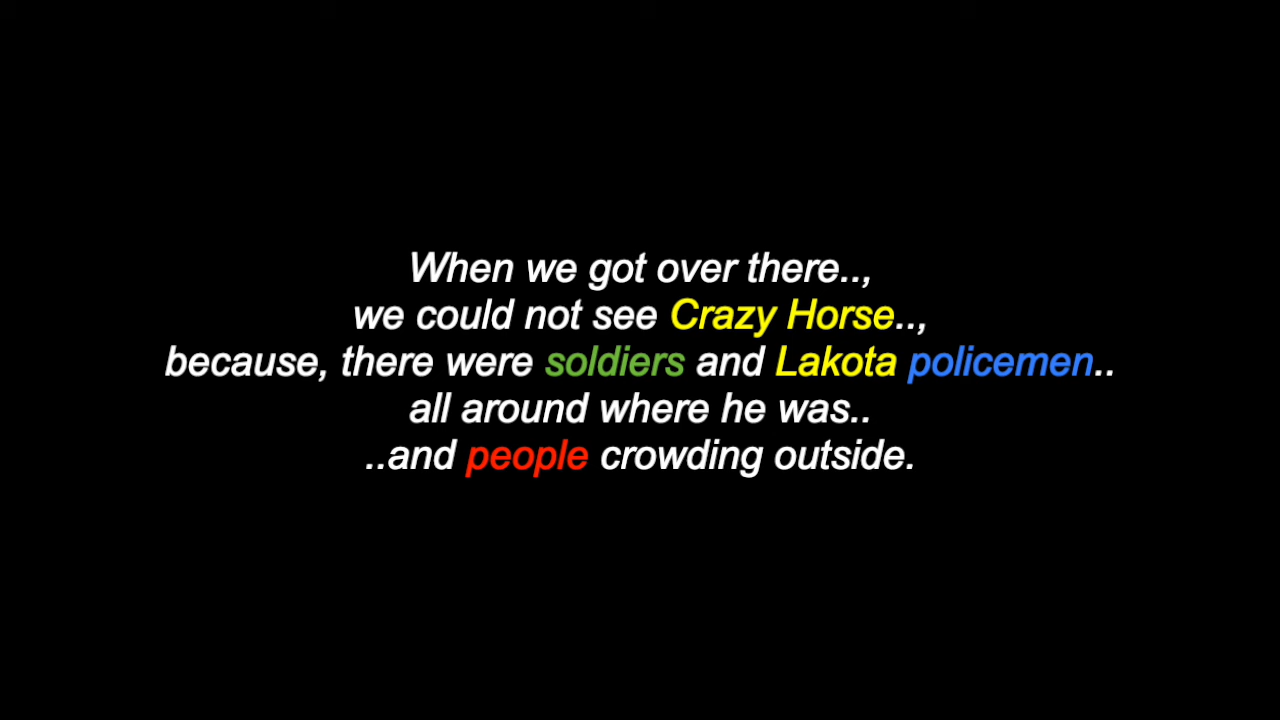 When we got over there..,
we could not see Crazy Horse..,
because, there were soldiers and Lakota policemen..
all around where he was..
..and people crowding outside.